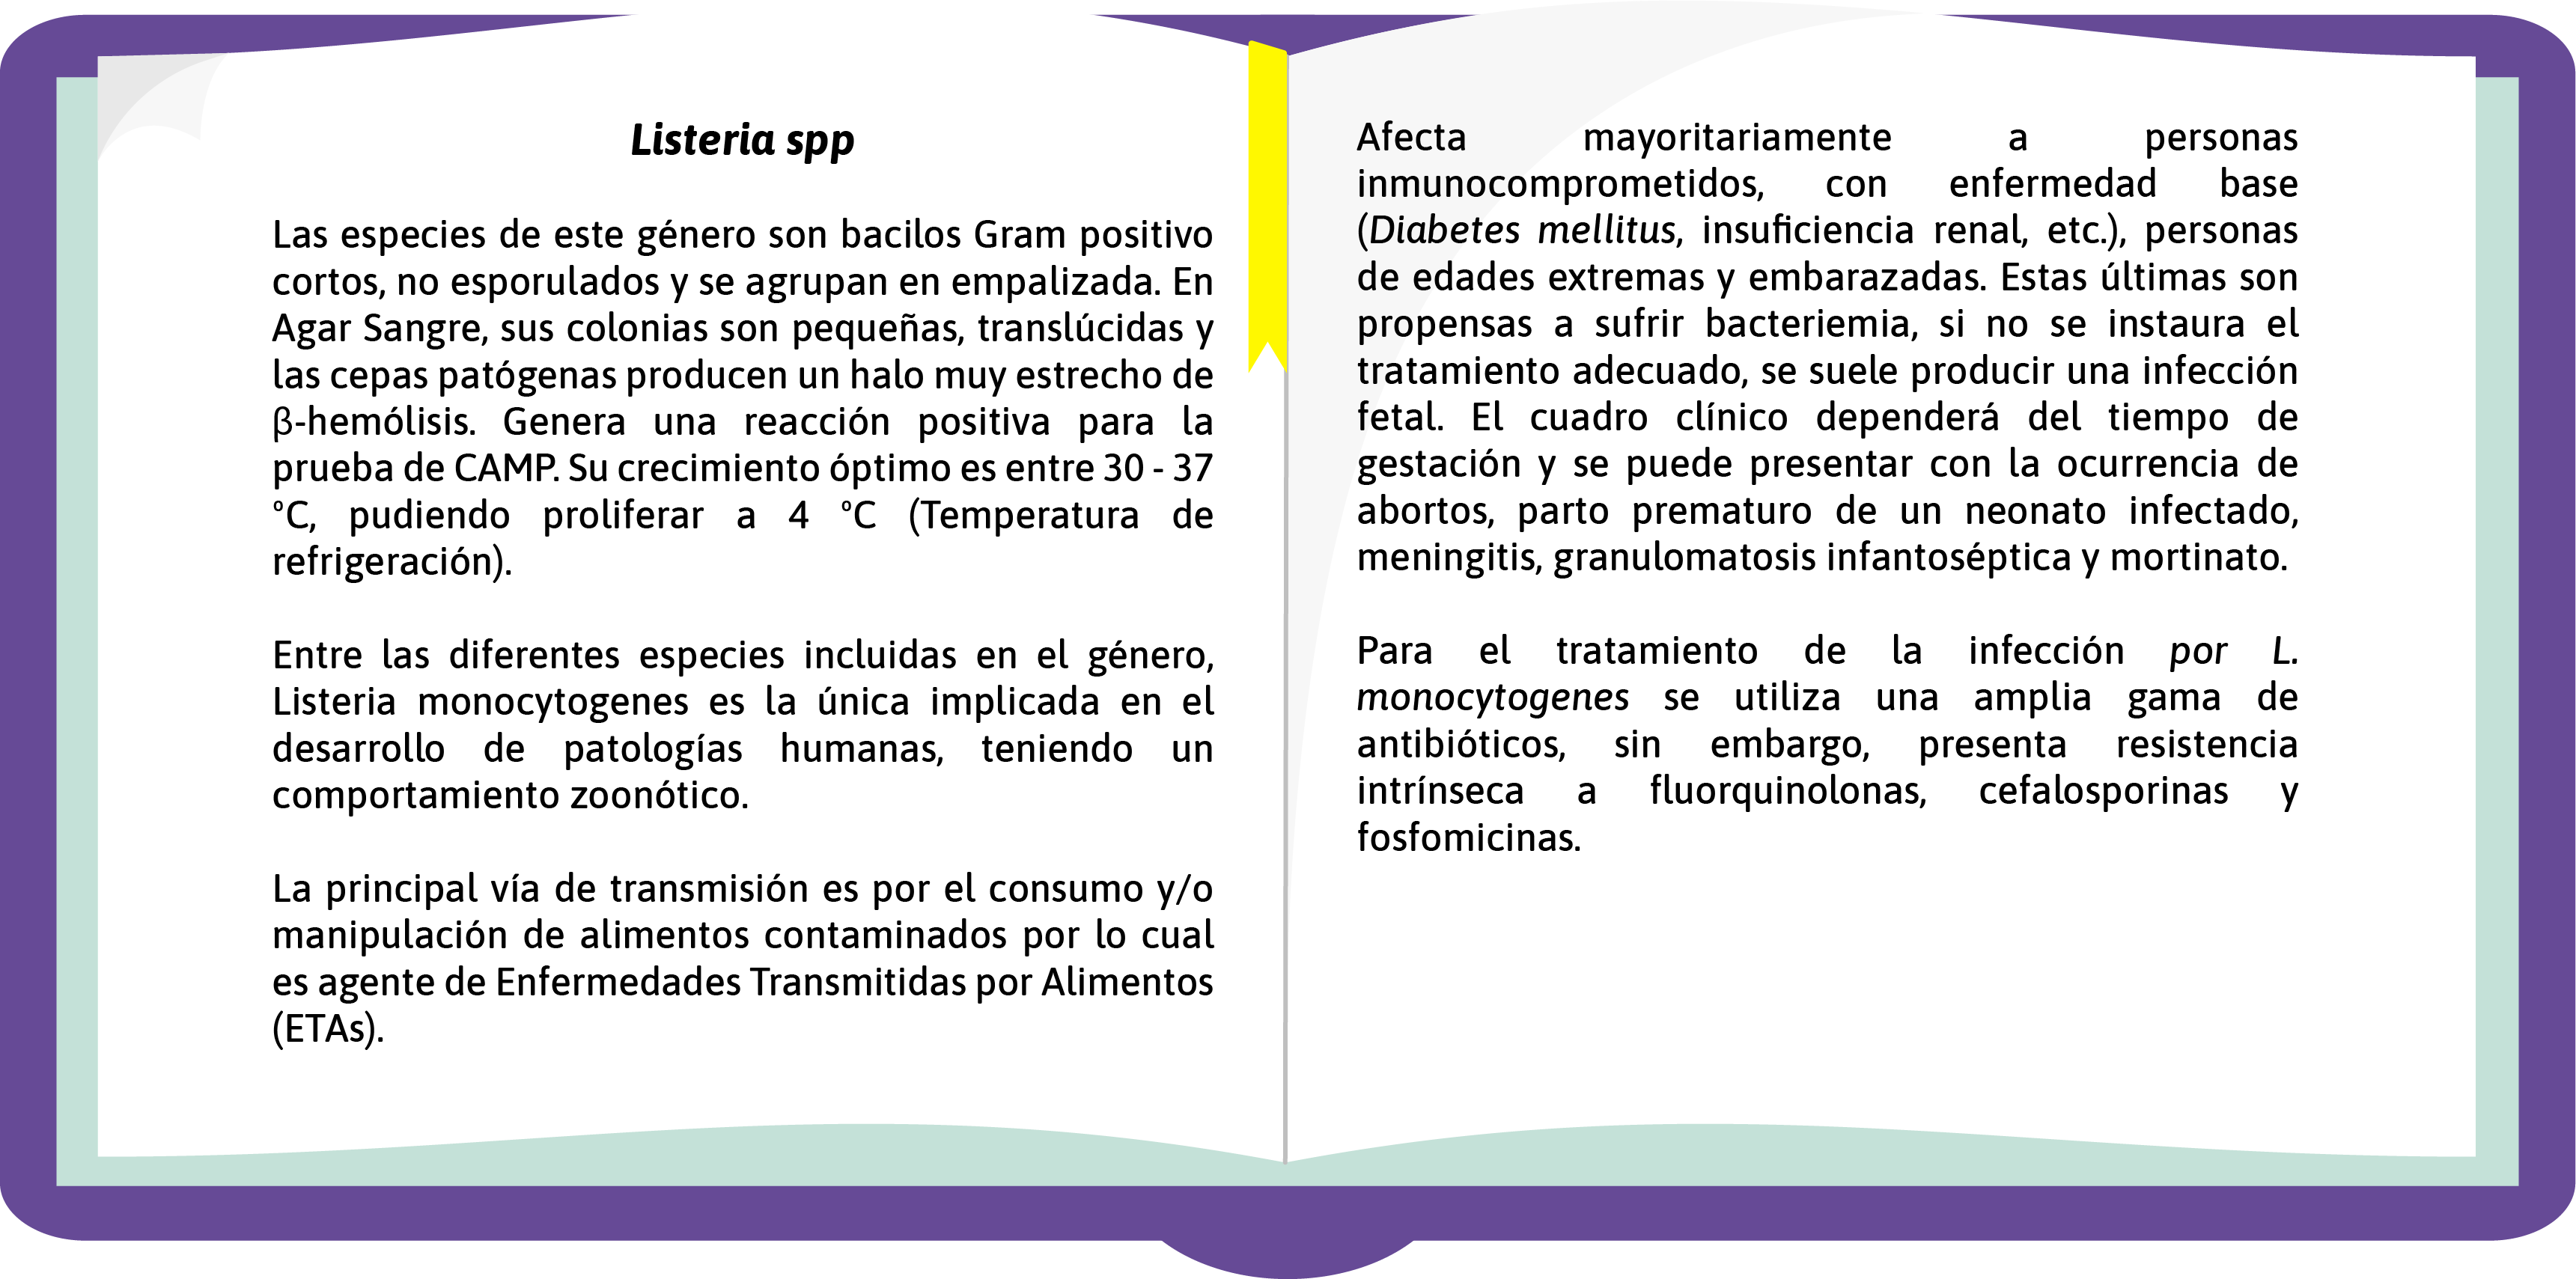 Listeria spp
Las especies de este género son bacilos Gram positivo
cortos, no esporulados y se agrupan en empalizada. En
Agar Sangre, sus colonias son pequeñas, translúcidas y
las cepas patógenas producen un halo muy estrecho de
β-hemólisis. Genera una reacción positiva para la
prueba de CAMP. Su crecimiento óptimo es entre 30 - 37
ºC, pudiendo proliferar a 4 ºC (Temperatura de
refrigeración).
Entre las diferentes especies incluidas en el género,
Listeria monocytogenes es la única implicada en el
desarrollo de patologías humanas, teniendo un
comportamiento zoonótico.
La principal vía de transmisión es por el consumo y/o
manipulación de alimentos contaminados por lo cual
es agente de Enfermedades Transmitidas por Alimentos
(ETAs).
Afecta mayoritariamente a personas
inmunocomprometidos, con enfermedad base
(Diabetes mellitus, insuficiencia renal, etc.), personas
de edades extremas y embarazadas. Estas últimas son
propensas a sufrir bacteriemia, si no se instaura el
tratamiento adecuado, se suele producir una infección
fetal. El cuadro clínico dependerá del tiempo de
gestación y se puede presentar con la ocurrencia de
abortos, parto prematuro de un neonato infectado,
meningitis, granulomatosis infantoséptica y mortinato.
Para el tratamiento de la infección por L.
monocytogenes se utiliza una amplia gama de
antibióticos, sin embargo, presenta resistencia
intrínseca a fluorquinolonas, cefalosporinas y
fosfomicinas.